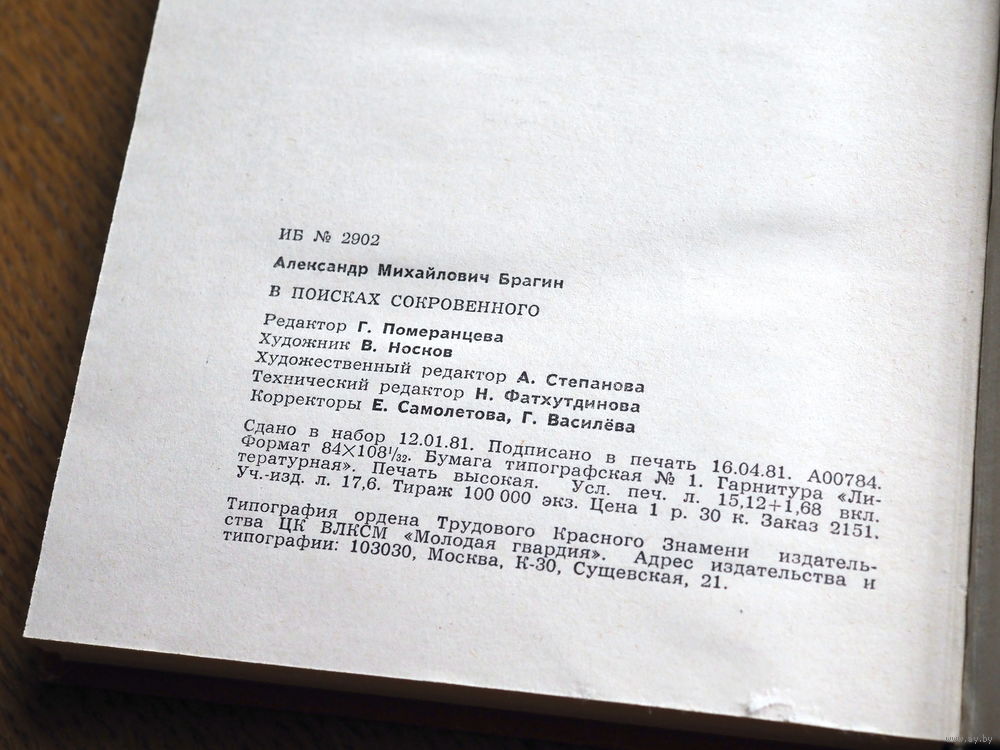 ИБ № 2902
Александр Михайлович Брагин
В ПОИСКАХ СОКРОВЕННОГО
Редактор Г. Померанцева
Художник В. Носков
Художественный редактор А. Степанова
Технический редактор Н. Фатхутдинова
Корректоры Е. Самолетова, Г. Василёва
Сдано в набор 12.01.81. Подписано в печать 16.04.81. А00784.
Формат 84×108¹/₃₂. Бумага типографская № 1. Гарнитура «Ли-
тературная». Печать высокая. Усл. печ. л. 15,12+1,68 вкл.
Уч.-изд. л. 17,6. Тираж 100 000 экз. Цена 1 р. 30 к. Заказ 2151.
Типография ордена Трудового Красного Знамени издатель-
ства ЦК ВЛКСМ «Молодая гвардия». Адрес издательства и
типографии: 103030, Москва, К-30, Сущевская, 21.
www.ay.by